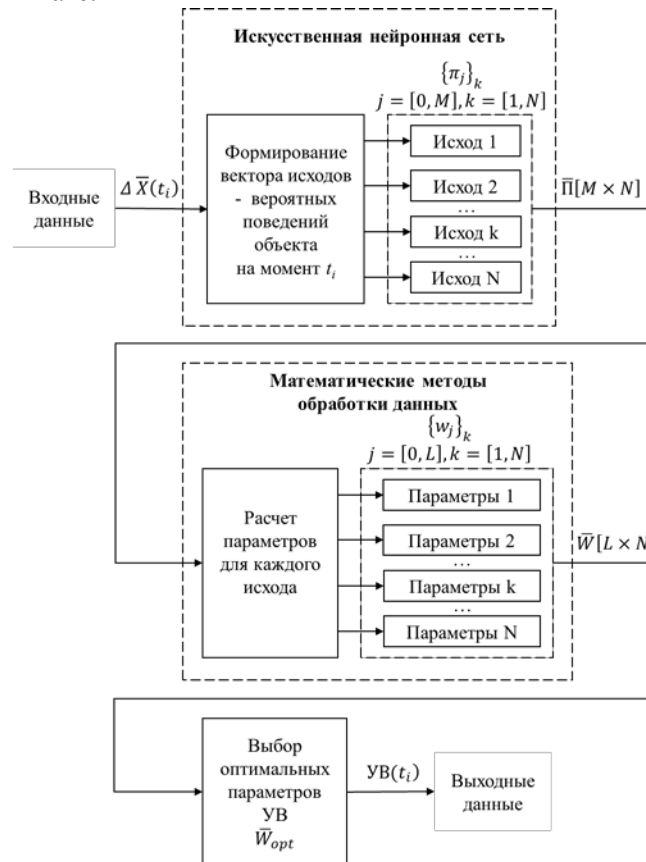 Искусственная нейронная сеть
{π_j}_k
j = [0, M], k = [1, N]
Входные
данные
Δ X̅(t_i)
Формирование
вектора исходов
- вероятных
поведений
объекта
на момент t_i
Исход 1
Исход 2
...
Исход k
...
Исход N
П̅[M × N]
Математические методы
обработки данных
{w_j}_k
j = [0, L], k = [1, N]
Расчет
параметров
для каждого
исхода
Параметры 1
Параметры 2
...
Параметры k
...
Параметры N
W̅[L × N
Выбор
оптимальных
параметров
УВ
W̅_opt
УВ(t_i)
Выходные
данные